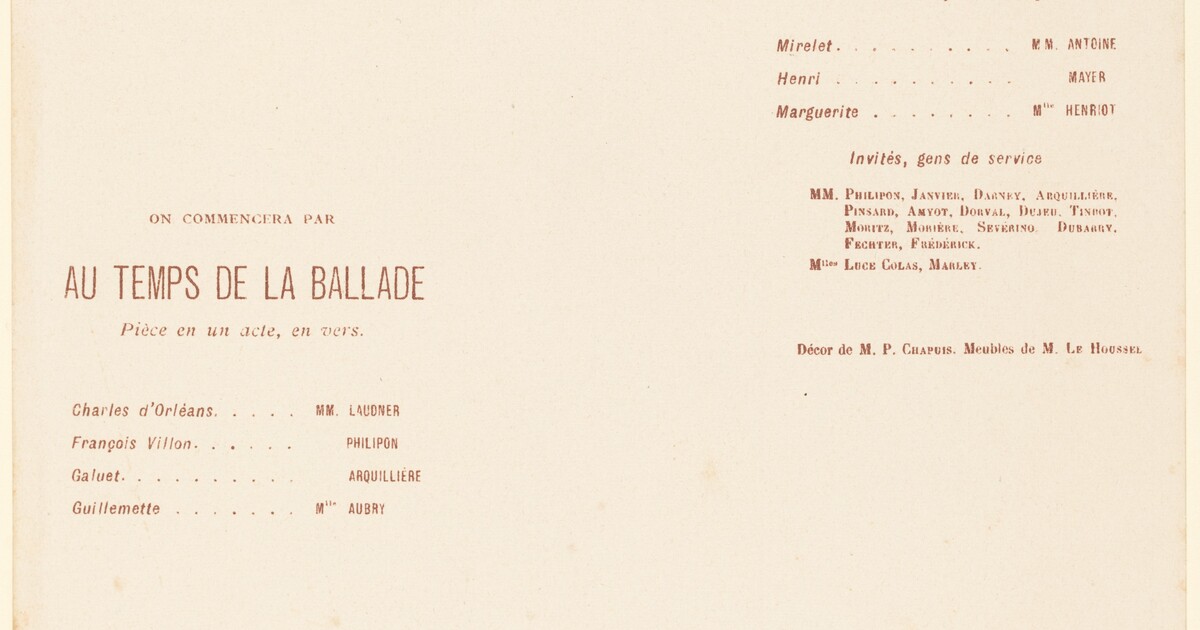 ON COMMENCERA PAR
AU TEMPS DE LA BALLADE
Pièce en un acte, en vers.
Charles d'Orléans. . . . . MM. LAUDNER
François Villon. . . . . . PHILIPON
Galuet. . . . . . . . . . ARQUILLIÈRE
Guillemette . . . . . . . Mlle AUBRY
Mirelet. . . . . . . . . . MM. ANTOINE
Henri . . . . . . . . . . MAYER
Marguerite . . . . . . . . Mlle HENRIOT
Invités, gens de service
MM. PHILIPON, JANVIER, DARNEY, ARQUILLIÈRE,
PINSARD, AMYOT, DORVAL, DUJEU, TINBOT,
MORITZ, MORIÈRE, SEVÉRINO, DUBARRY,
FECHTER, FRÉDÉRICK.
Mlles LUCE COLAS, MARLEY.
Décor de M. P. CHAPUIS. Meubles de M. LE HOUSSEL